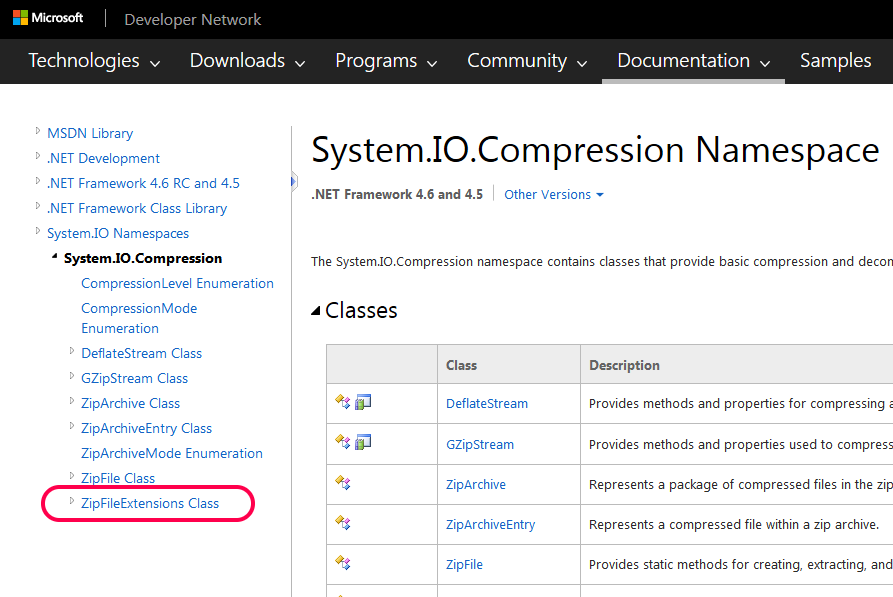 Microsoft | Developer Network
Technologies Downloads Programs Community Documentation Samples
MSDN Library
.NET Development
.NET Framework 4.6 RC and 4.5
.NET Framework Class Library
System.IO Namespaces
System.IO.Compression
CompressionLevel Enumeration
CompressionMode
Enumeration
DeflateStream Class
GZipStream Class
ZipArchive Class
ZipArchiveEntry Class
ZipArchiveMode Enumeration
ZipFile Class
ZipFileExtensions Class
System.IO.Compression Namespace
.NET Framework 4.6 and 4.5 | Other Versions
The System.IO.Compression namespace contains classes that provide basic compression and decon
Classes
Class Description
DeflateStream Provides methods and properties for compressing a
GZipStream Provides methods and properties used to compress
ZipArchive Represents a package of compressed files in the zip
ZipArchiveEntry Represents a compressed file within a zip archive.
ZipFile Provides static methods for creating, extracting, and